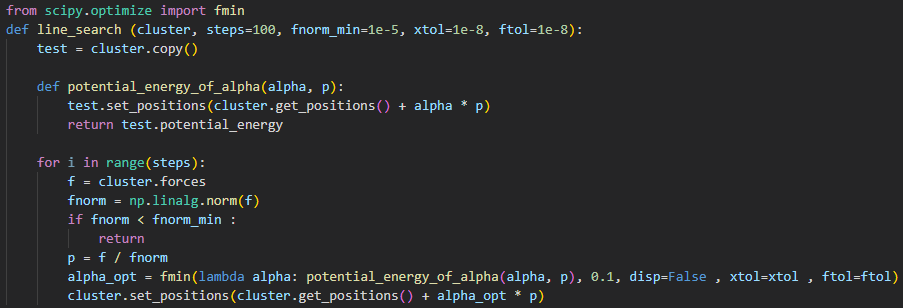 from scipy.optimize import fmin
def line_search (cluster, steps=100, fnorm_min=1e-5, xtol=1e-8, ftol=1e-8):
    test = cluster.copy()

    def potential_energy_of_alpha(alpha, p):
        test.set_positions(cluster.get_positions() + alpha * p)
        return test.potential_energy

    for i in range(steps):
        f = cluster.forces
        fnorm = np.linalg.norm(f)
        if fnorm < fnorm_min :
            return
        p = f / fnorm
        alpha_opt = fmin(lambda alpha: potential_energy_of_alpha(alpha, p), 0.1, disp=False , xtol=xtol , ftol=ftol)
        cluster.set_positions(cluster.get_positions() + alpha_opt * p)